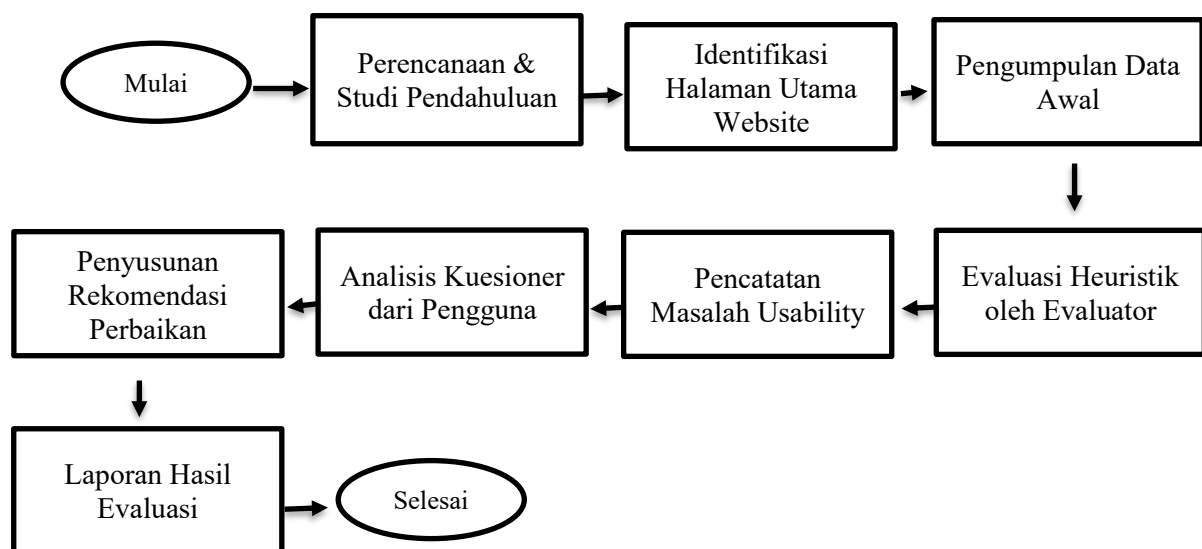 Mulai
Perencanaan &
Studi Pendahuluan
Identifikasi
Halaman Utama
Website
Pengumpulan Data
Awal
Evaluasi Heuristik
oleh Evaluator
Pencatatan
Masalah Usability
Analisis Kuesioner
dari Pengguna
Penyusunan
Rekomendasi
Perbaikan
Laporan Hasil
Evaluasi
Selesai